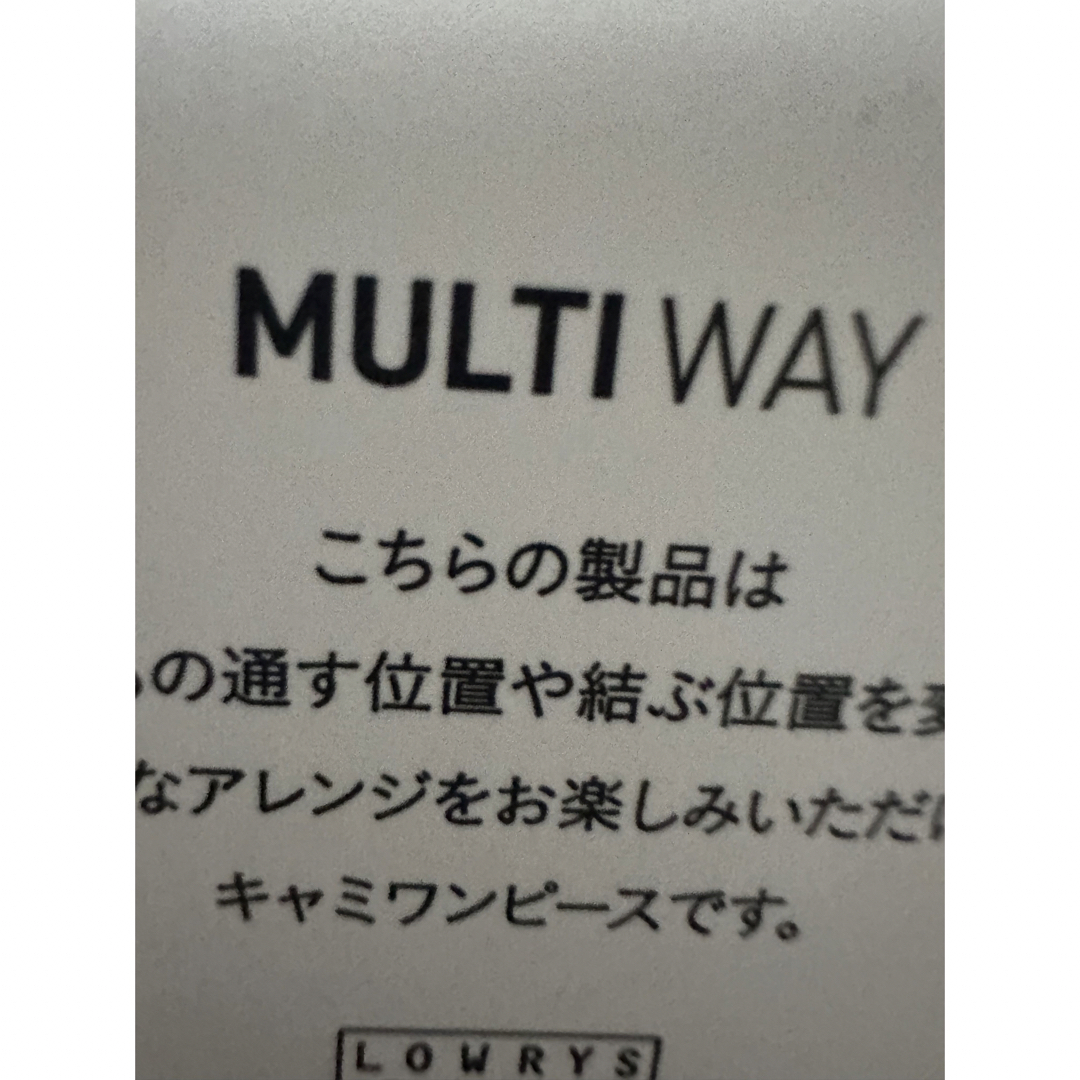 MULTI WAY
こちらの製品は
の通す位置や結ぶ位置を
なアレンジをお楽しみいただ
キャミワンピースです。
LOWRYS